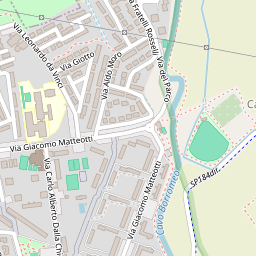 Via Fratelli Rosselli
Via Leonardo da Vinci
Via Giotto
Via Aldo Moro
Via del Parco
Ca
Via Giacomo Matteotti
Via Carlo Alberto Dalla Chi
Via Giacomo Matteotti
Cavo Borromeo
SP184dir